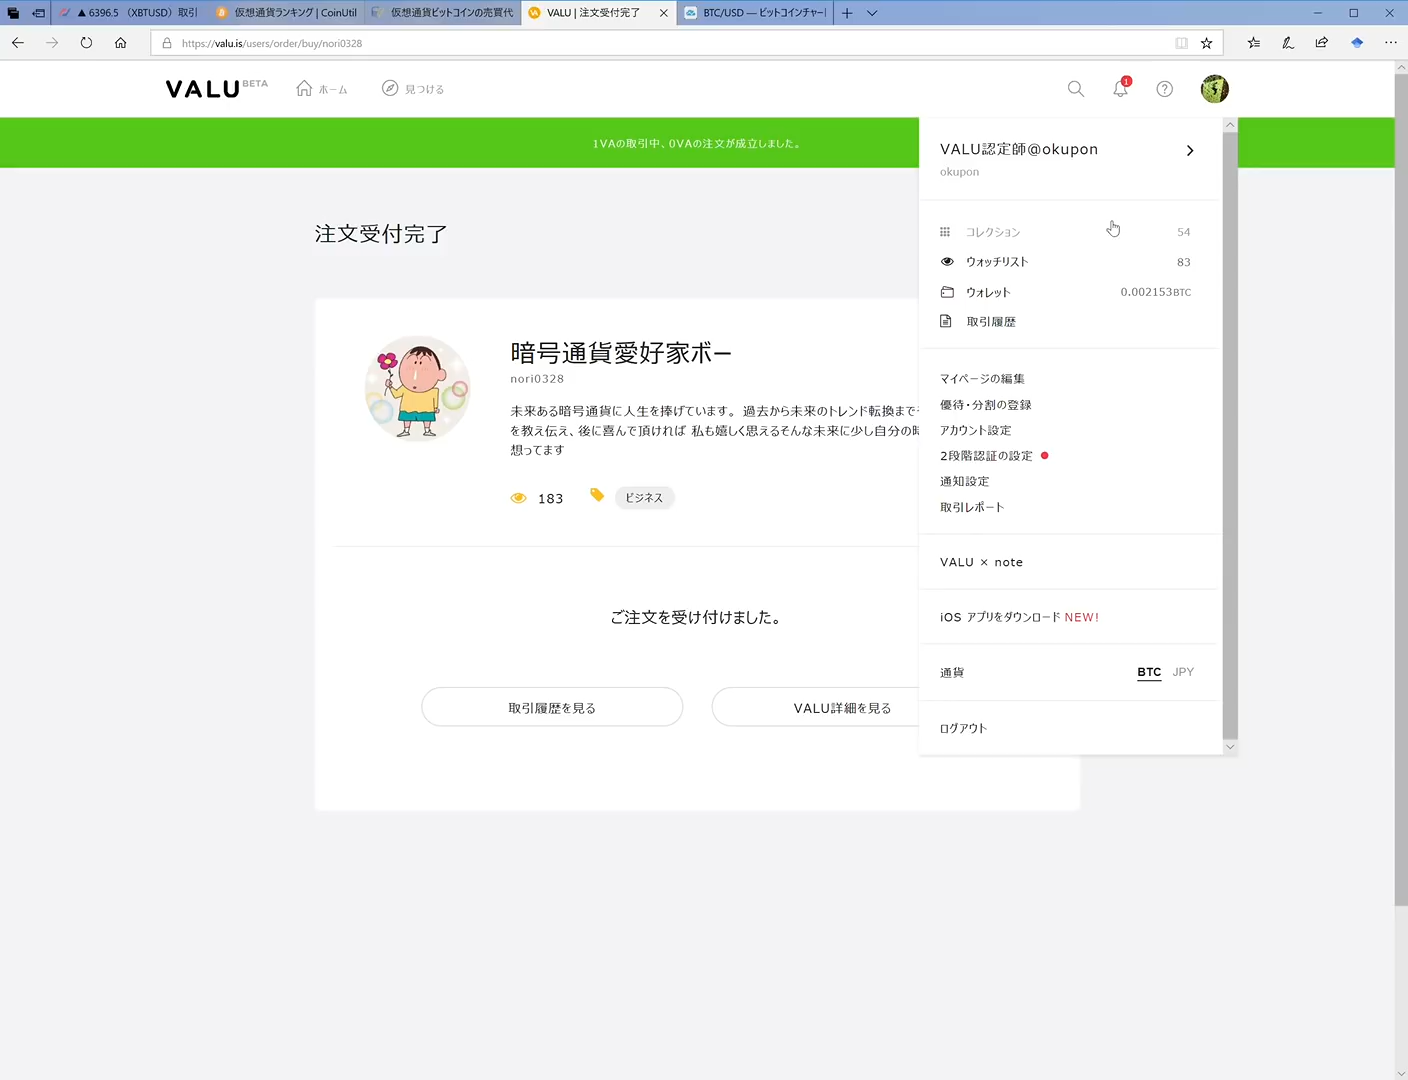 ▲ 6396.5 （XBTUSD）取引
仮想通貨ランキング | CoinUtil
仮想通貨ビットコインの売買代
VALU | 注文受付完了
BTC/USD — ビットコインチャート
https://valu.is/users/order/buy/nori0328
VALU BETA
ホーム
見つける
1
1VAの取引中、0VAの注文が成立しました。
注文受付完了
暗号通貨愛好家ボー
nori0328
未来ある暗号通貨に人生を捧げています。過去から未来のトレンド転換まで
を教え伝え、後に喜んで頂ければ 私も嬉しく思えるそんな未来に少し自分の時
想ってます
183
ビジネス
ご注文を受け付けました。
取引履歴を見る
VALU詳細を見る
VALU認定師@okupon
okupon
コレクション 54
ウォッチリスト 83
ウォレット 0.002153BTC
取引履歴
マイページの編集
優待・分割の登録
アカウント設定
2段階認証の設定
通知設定
取引レポート
VALU × note
iOS アプリをダウンロード NEW!
通貨 BTC JPY
ログアウト